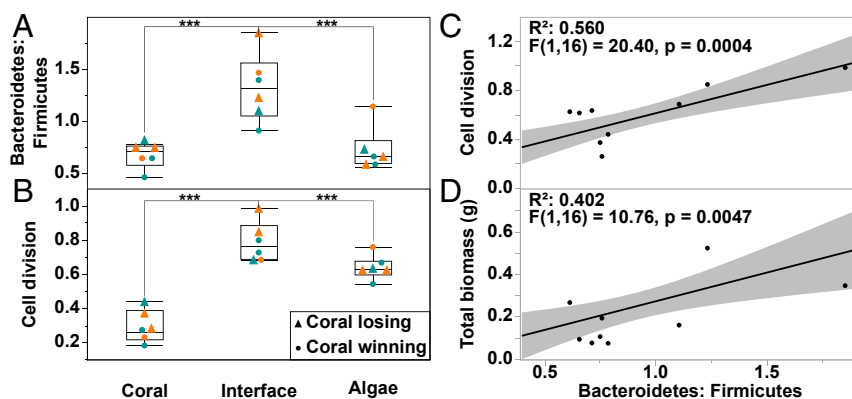 A
***
***
Bacteroidetes:
Firmicutes
1.5
1.0
0.5
B
***
***
Cell division
1.0
0.8
0.6
0.4
0.2
Coral losing
Coral winning
Coral Interface Algae
C
R²: 0.560
F(1,16) = 20.40, p = 0.0004
Cell division
1.2
0.8
0.4
0.0
D
R²: 0.402
F(1,16) = 10.76, p = 0.0047
Total biomass (g)
0.6
0.4
0.2
0.0
0.5 1.0 1.5
Bacteroidetes: Firmicutes